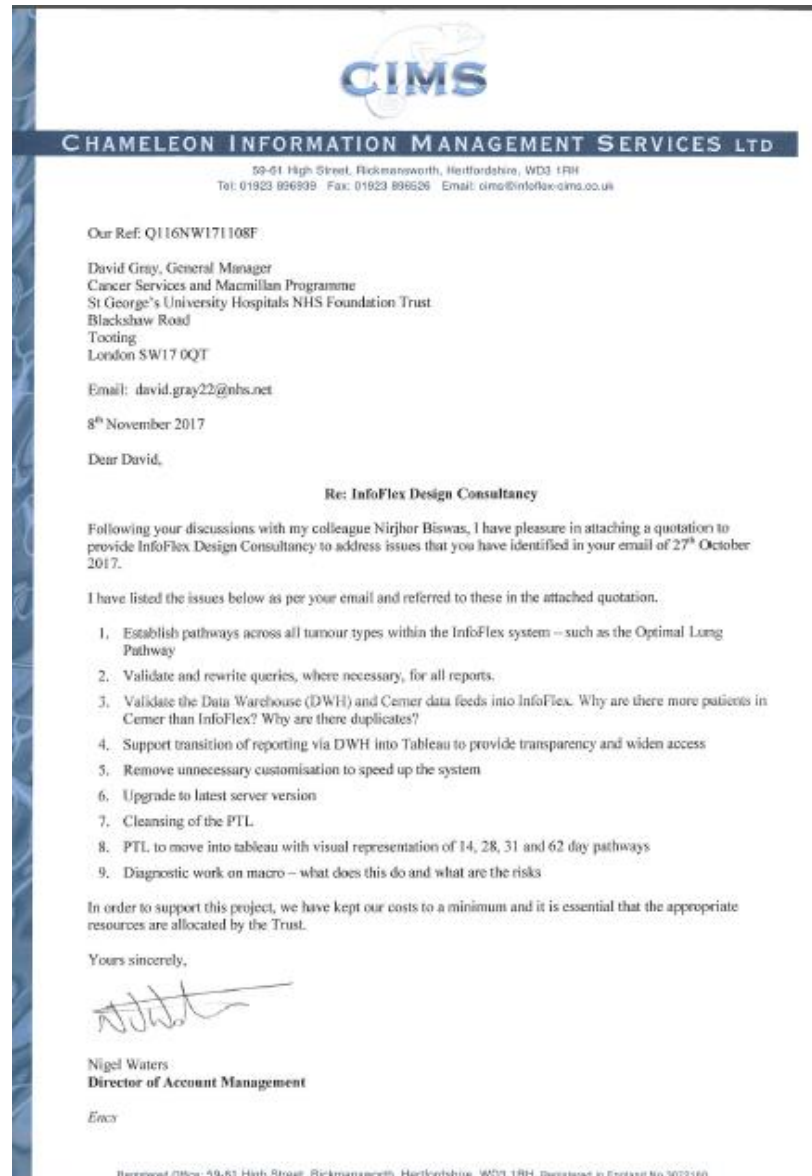 CIMS
CHAMELEON INFORMATION MANAGEMENT SERVICES LTD
59-61 High Street, Rickmansworth, Hertfordshire, WD3 1RH
Tel: 01923 896939 Fax: 01923 896526 Email: cims@infoflex-cims.co.uk
Our Ref: Q116NW171108F
David Gray, General Manager
Cancer Services and Macmillan Programme
St George's University Hospitals NHS Foundation Trust
Blackshaw Road
Tooting
London SW17 0QT
Email: david.gray22@nhs.net
8th November 2017
Dear David,
Re: InfoFlex Design Consultancy
Following your discussions with my colleague Nirjhor Biswas, I have pleasure in attaching a quotation to
provide InfoFlex Design Consultancy to address issues that you have identified in your email of 27th October
2017.
I have listed the issues below as per your email and referred to these in the attached quotation.
1. Establish pathways across all tumour types within the InfoFlex system – such as the Optimal Lung
Pathway
2. Validate and rewrite queries, where necessary, for all reports.
3. Validate the Data Warehouse (DWH) and Cerner data feeds into InfoFlex. Why are there more patients in
Cerner than InfoFlex? Why are there duplicates?
4. Support transition of reporting via DWH into Tableau to provide transparency and widen access
5. Remove unnecessary customisation to speed up the system
6. Upgrade to latest server version
7. Cleansing of the PTL
8. PTL to move into tableau with visual representation of 14, 28, 31 and 62 day pathways
9. Diagnostic work on macro – what does this do and what are the risks
In order to support this project, we have kept our costs to a minimum and it is essential that the appropriate
resources are allocated by the Trust.
Yours sincerely,
Nigel Waters
Director of Account Management
Encs
Registered Office: 59-61 High Street, Rickmansworth, Hertfordshire, WD3 1RH. Registered in England No